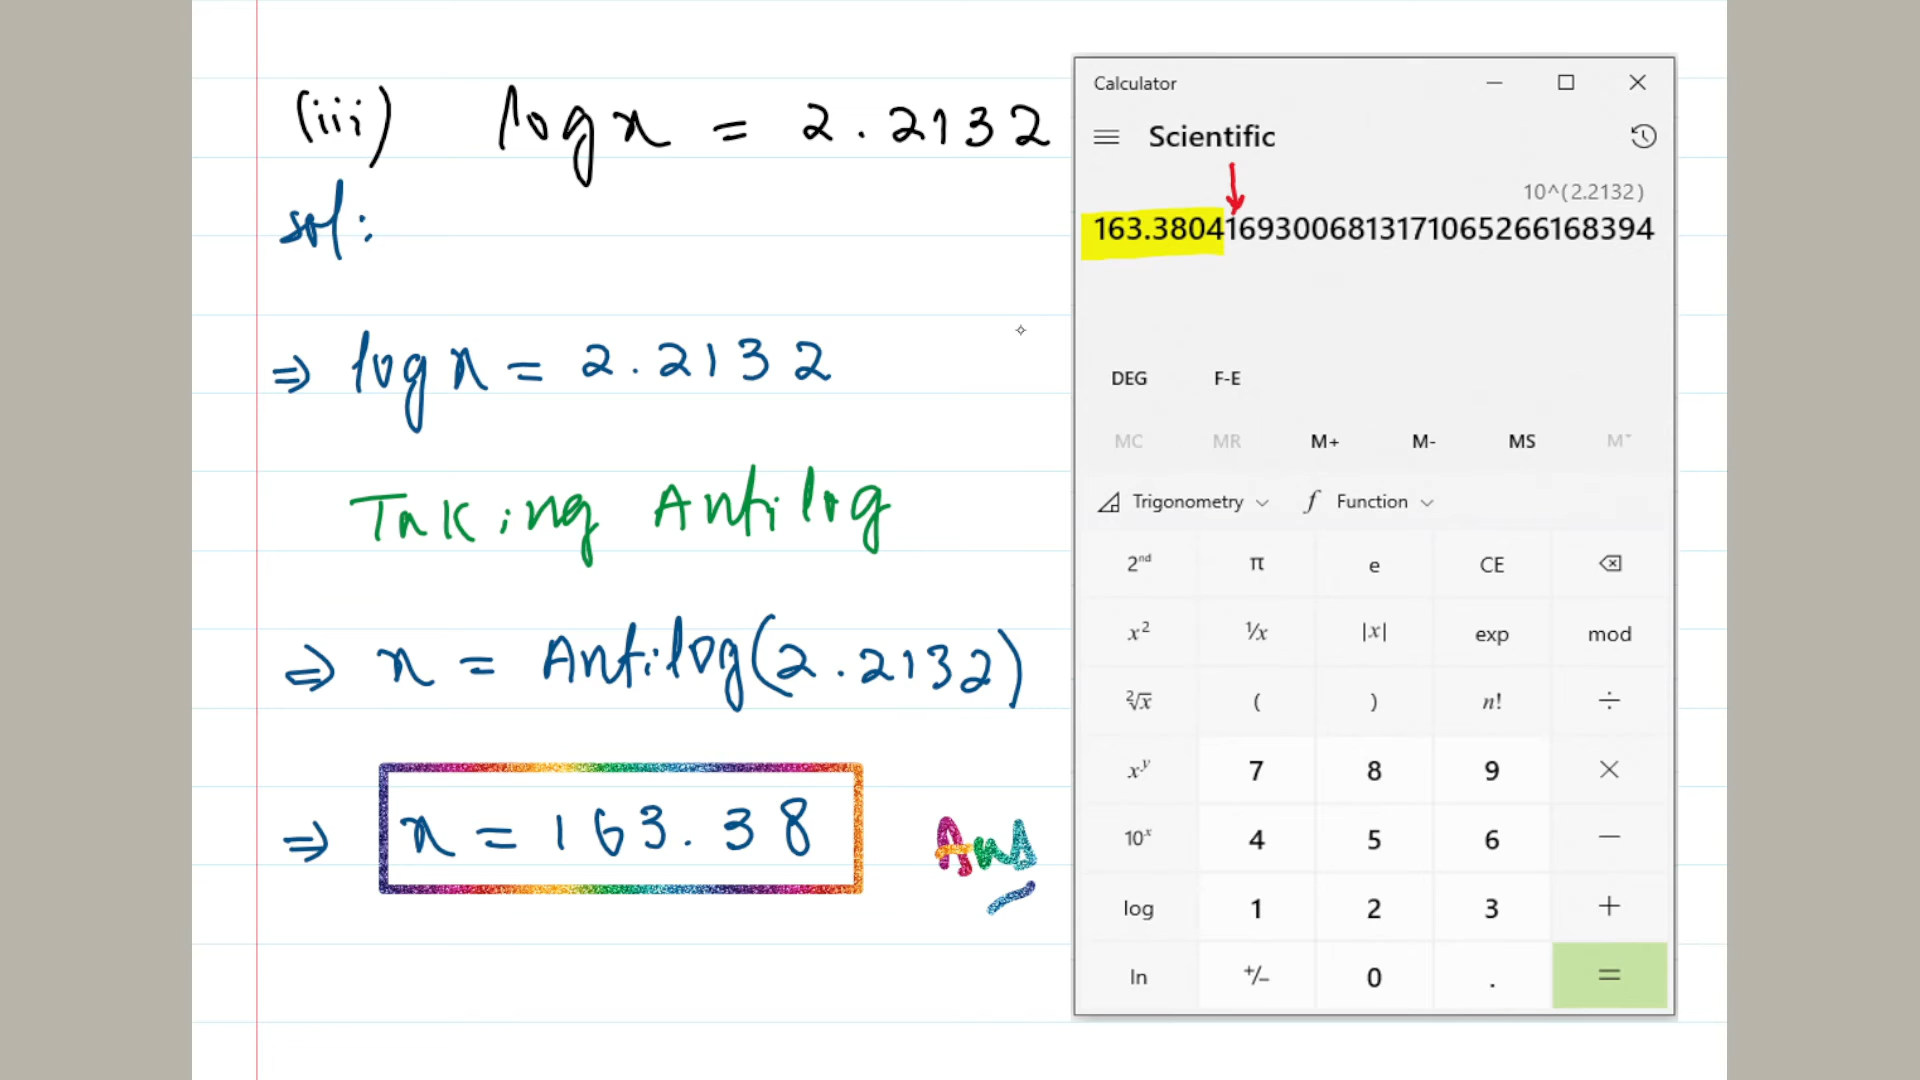 (iii) log x = 2.2132
Sol:
⇒ log x = 2.2132
Taking Antilog
⇒ x = Antilog(2.2132)
⇒ x = 163.38 Ans
Calculator
Scientific
10^(2.2132)
163.38041693006813171065266168394
DEG F-E
MC MR M+ M- MS M˅
Trigonometry f Function
2ⁿᵈ π e CE
x² ¹/x |x| exp mod
²√x ( ) n! ÷
xʸ 7 8 9 ×
10ˣ 4 5 6 −
log 1 2 3 +
ln +/− 0 . =